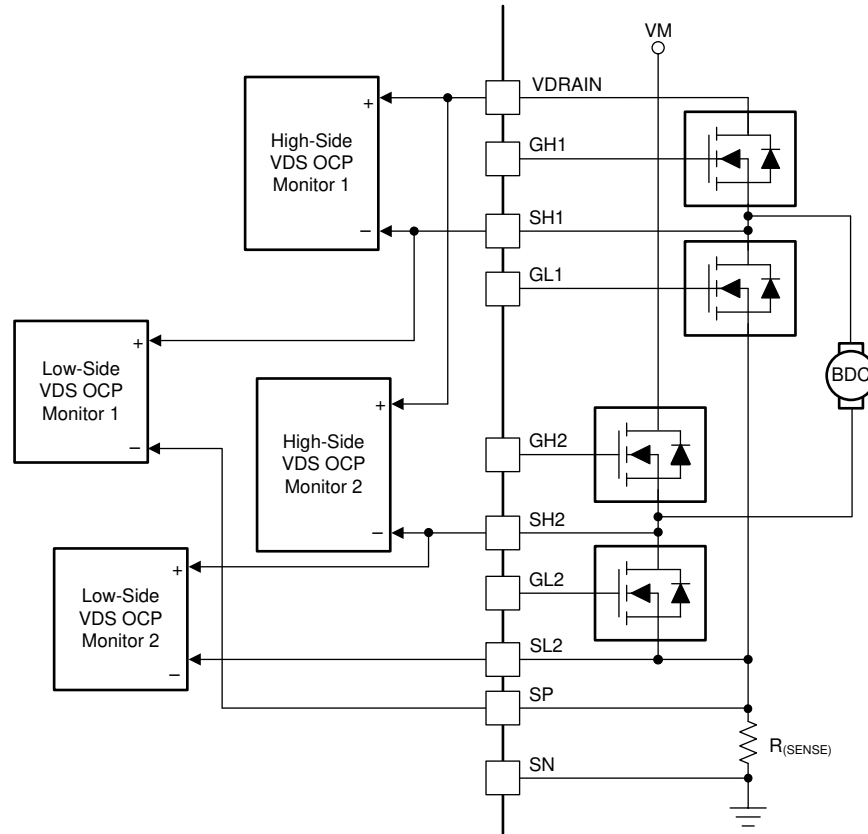 VM
VDRAIN
+
High-Side
VDS OCP
Monitor 1
−
GH1
SH1
GL1
+
Low-Side
VDS OCP
Monitor 1
−
BDC
+
High-Side
VDS OCP
Monitor 2
−
GH2
SH2
+
Low-Side
VDS OCP
Monitor 2
−
GL2
SL2
SP
R(SENSE)
SN